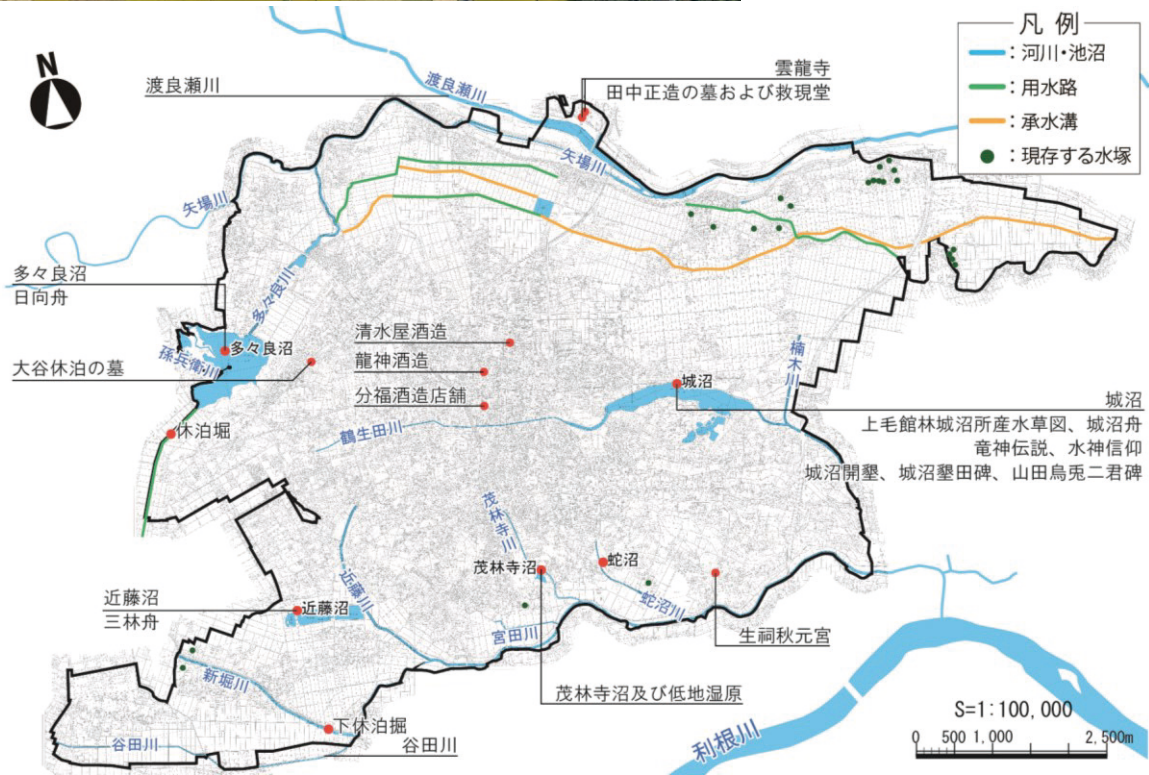 凡 例
：河川・池沼
：用水路
：承水溝
：現存する水塚
N
渡良瀬川
渡良瀬川
雲龍寺
田中正造の墓および救現堂
矢場川
矢場川
多々良沼
日向舟
多々良川
多々良沼
孫兵衛川
大谷休泊の墓
休泊堀
清水屋酒造
龍神酒造
分福酒造店舗
鶴生田川
城沼
楠木川
城沼
上毛館林城沼所産水草図、城沼舟
竜神伝説、水神信仰
城沼開墾、城沼墾田碑、山田烏兎二君碑
茂林寺川
茂林寺沼
蛇沼
蛇沼川
近藤川
近藤沼
三林舟
近藤沼
宮田川
生祠秋元宮
茂林寺沼及び低地湿原
新堀川
下休泊掘
谷田川
谷田川
利根川
S=1:100,000
0 500 1,000 2,500m